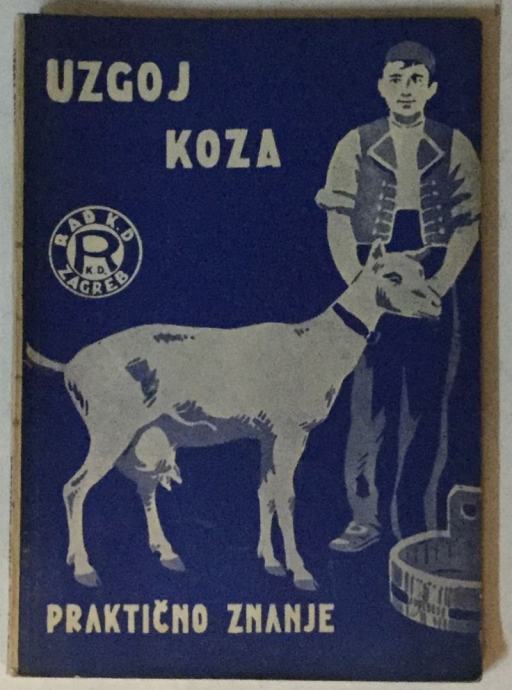 UZGOJ
KOZA
RAD K.D
R
K.D.
ZAGREB
PRAKTIČNO ZNANJE